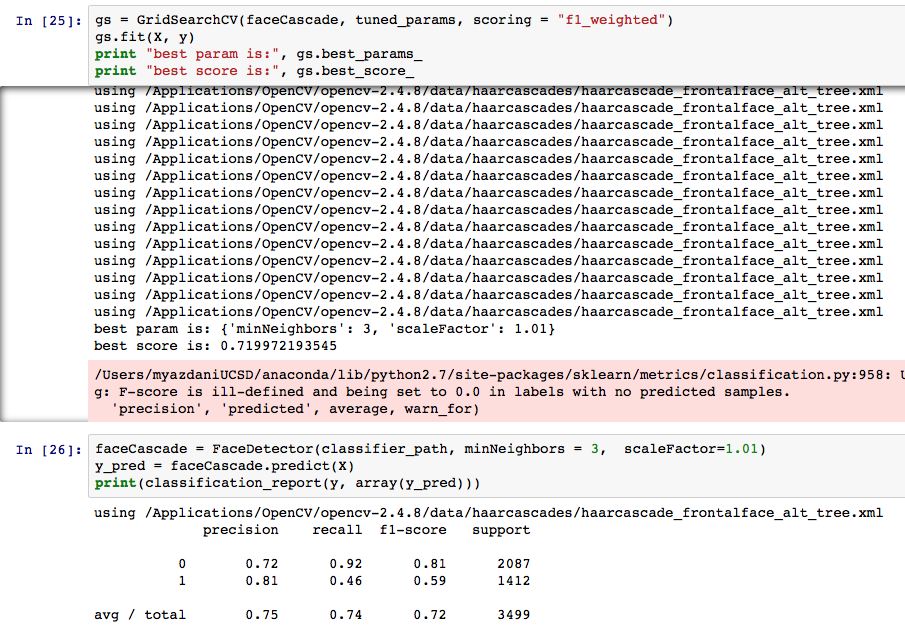 In [25]: gs = GridSearchCV(faceCascade, tuned_params, scoring = "f1_weighted")
gs.fit(X, y)
print "best param is:", gs.best_params_
print "best score is:", gs.best_score_
using /Applications/OpenCV/opencv-2.4.8/data/haarcascades/haarcascade_frontalface_alt_tree.xml
using /Applications/OpenCV/opencv-2.4.8/data/haarcascades/haarcascade_frontalface_alt_tree.xml
using /Applications/OpenCV/opencv-2.4.8/data/haarcascades/haarcascade_frontalface_alt_tree.xml
using /Applications/OpenCV/opencv-2.4.8/data/haarcascades/haarcascade_frontalface_alt_tree.xml
using /Applications/OpenCV/opencv-2.4.8/data/haarcascades/haarcascade_frontalface_alt_tree.xml
using /Applications/OpenCV/opencv-2.4.8/data/haarcascades/haarcascade_frontalface_alt_tree.xml
using /Applications/OpenCV/opencv-2.4.8/data/haarcascades/haarcascade_frontalface_alt_tree.xml
using /Applications/OpenCV/opencv-2.4.8/data/haarcascades/haarcascade_frontalface_alt_tree.xml
using /Applications/OpenCV/opencv-2.4.8/data/haarcascades/haarcascade_frontalface_alt_tree.xml
using /Applications/OpenCV/opencv-2.4.8/data/haarcascades/haarcascade_frontalface_alt_tree.xml
using /Applications/OpenCV/opencv-2.4.8/data/haarcascades/haarcascade_frontalface_alt_tree.xml
using /Applications/OpenCV/opencv-2.4.8/data/haarcascades/haarcascade_frontalface_alt_tree.xml
using /Applications/OpenCV/opencv-2.4.8/data/haarcascades/haarcascade_frontalface_alt_tree.xml
using /Applications/OpenCV/opencv-2.4.8/data/haarcascades/haarcascade_frontalface_alt_tree.xml
best param is: {'minNeighbors': 3, 'scaleFactor': 1.01}
best score is: 0.719972193545
/Users/myazdaniUCSD/anaconda/lib/python2.7/site-packages/sklearn/metrics/classification.py:958: U
g: F-score is ill-defined and being set to 0.0 in labels with no predicted samples.
'precision', 'predicted', average, warn_for)
In [26]: faceCascade = FaceDetector(classifier_path, minNeighbors = 3, scaleFactor=1.01)
y_pred = faceCascade.predict(X)
print(classification_report(y, array(y_pred)))
using /Applications/OpenCV/opencv-2.4.8/data/haarcascades/haarcascade_frontalface_alt_tree.xml
precision recall f1-score support
0 0.72 0.92 0.81 2087
1 0.81 0.46 0.59 1412
avg / total 0.75 0.74 0.72 3499